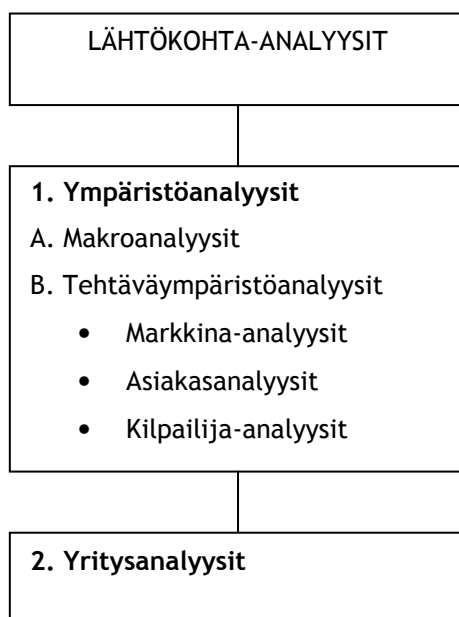 LÄHTÖKOHTA-ANALYYSIT
1. Ympäristöanalyysit
A. Makroanalyysit
B. Tehtäväympäristöanalyysit
• Markkina-analyysit
• Asiakasanalyysit
• Kilpailija-analyysit
2. Yritysanalyysit